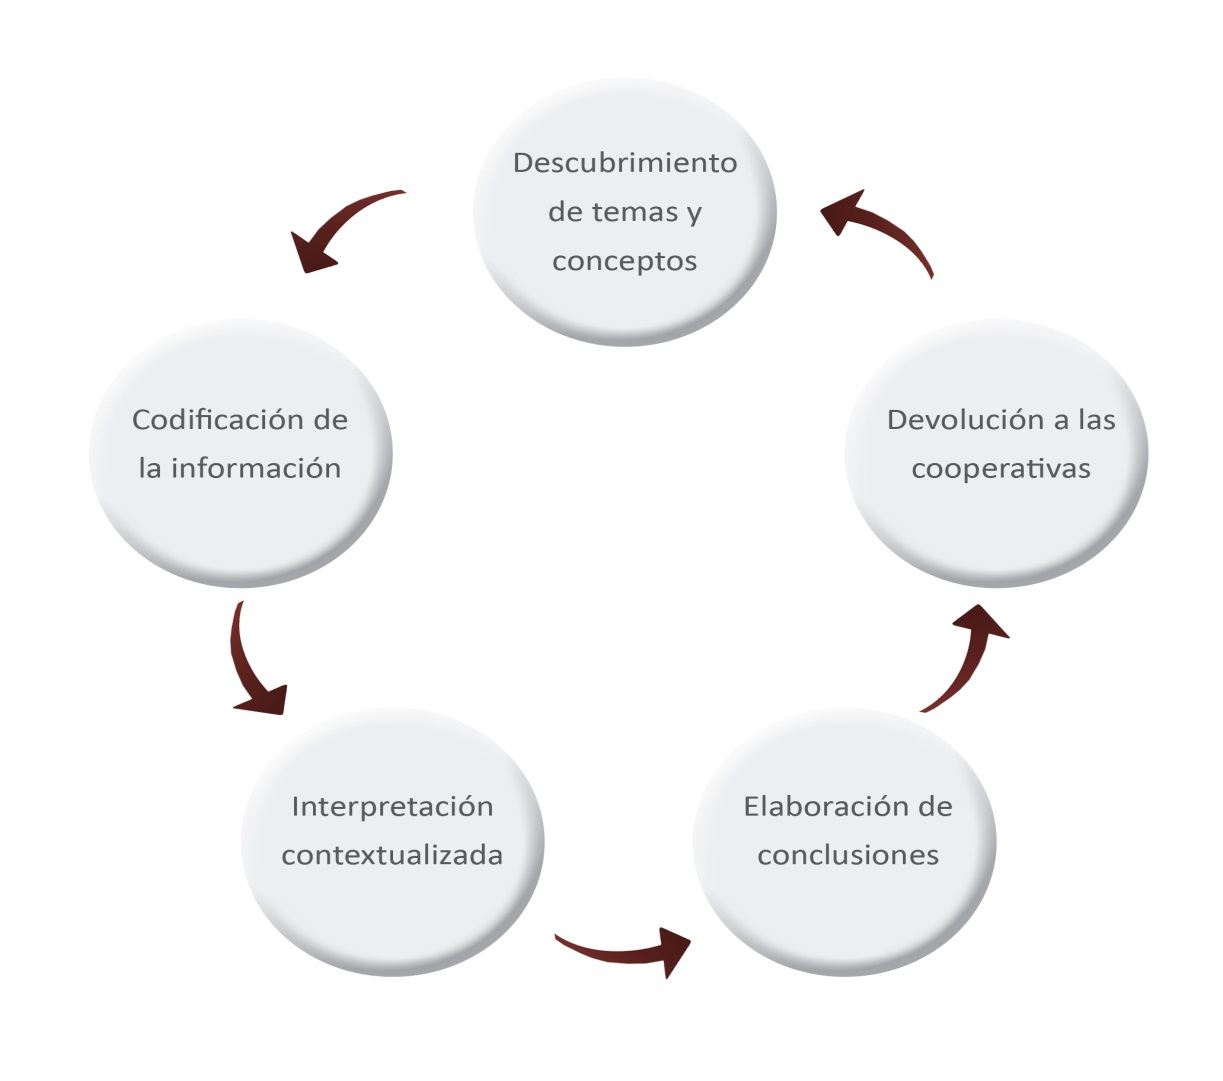 Descubrimiento
de temas y
conceptos
Codificación de
la información
Devolución a las
cooperativas
Interpretación
contextualizada
Elaboración de
conclusiones